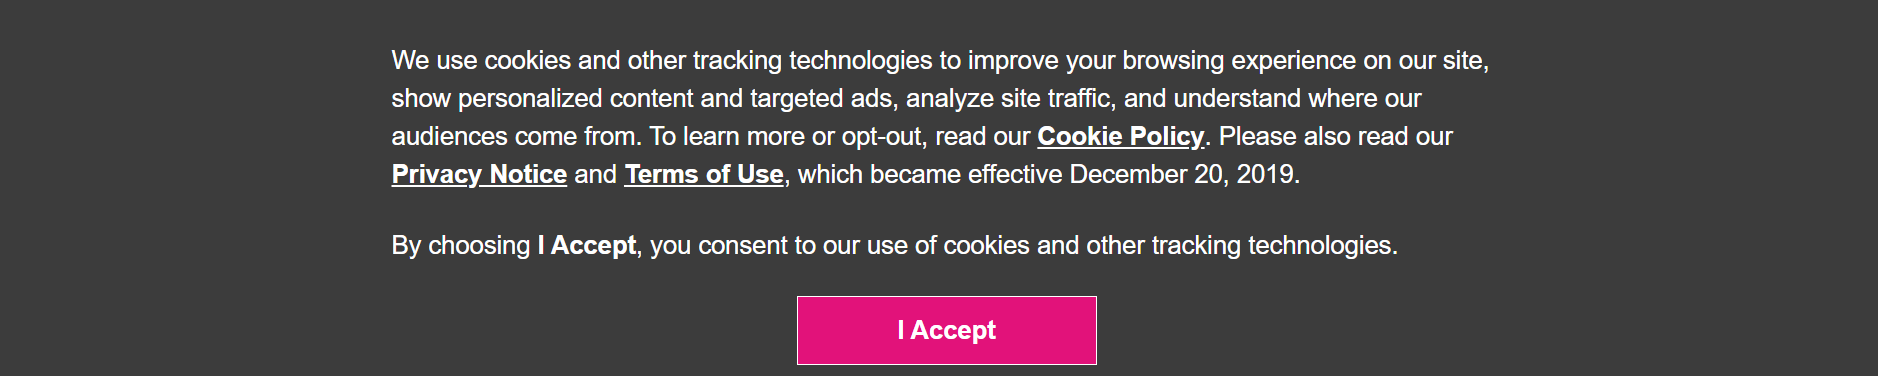 We use cookies and other tracking technologies to improve your browsing experience on our site,
show personalized content and targeted ads, analyze site traffic, and understand where our
audiences come from. To learn more or opt-out, read our Cookie Policy. Please also read our
Privacy Notice and Terms of Use, which became effective December 20, 2019.
By choosing I Accept, you consent to our use of cookies and other tracking technologies.
I Accept